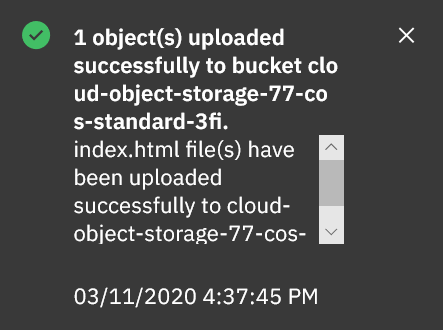 1 object(s) uploaded
successfully to bucket clo
ud-object-storage-77-co
s-standard-3fi.
index.html file(s) have
been uploaded
successfully to cloud-
object-storage-77-cos-
03/11/2020 4:37:45 PM